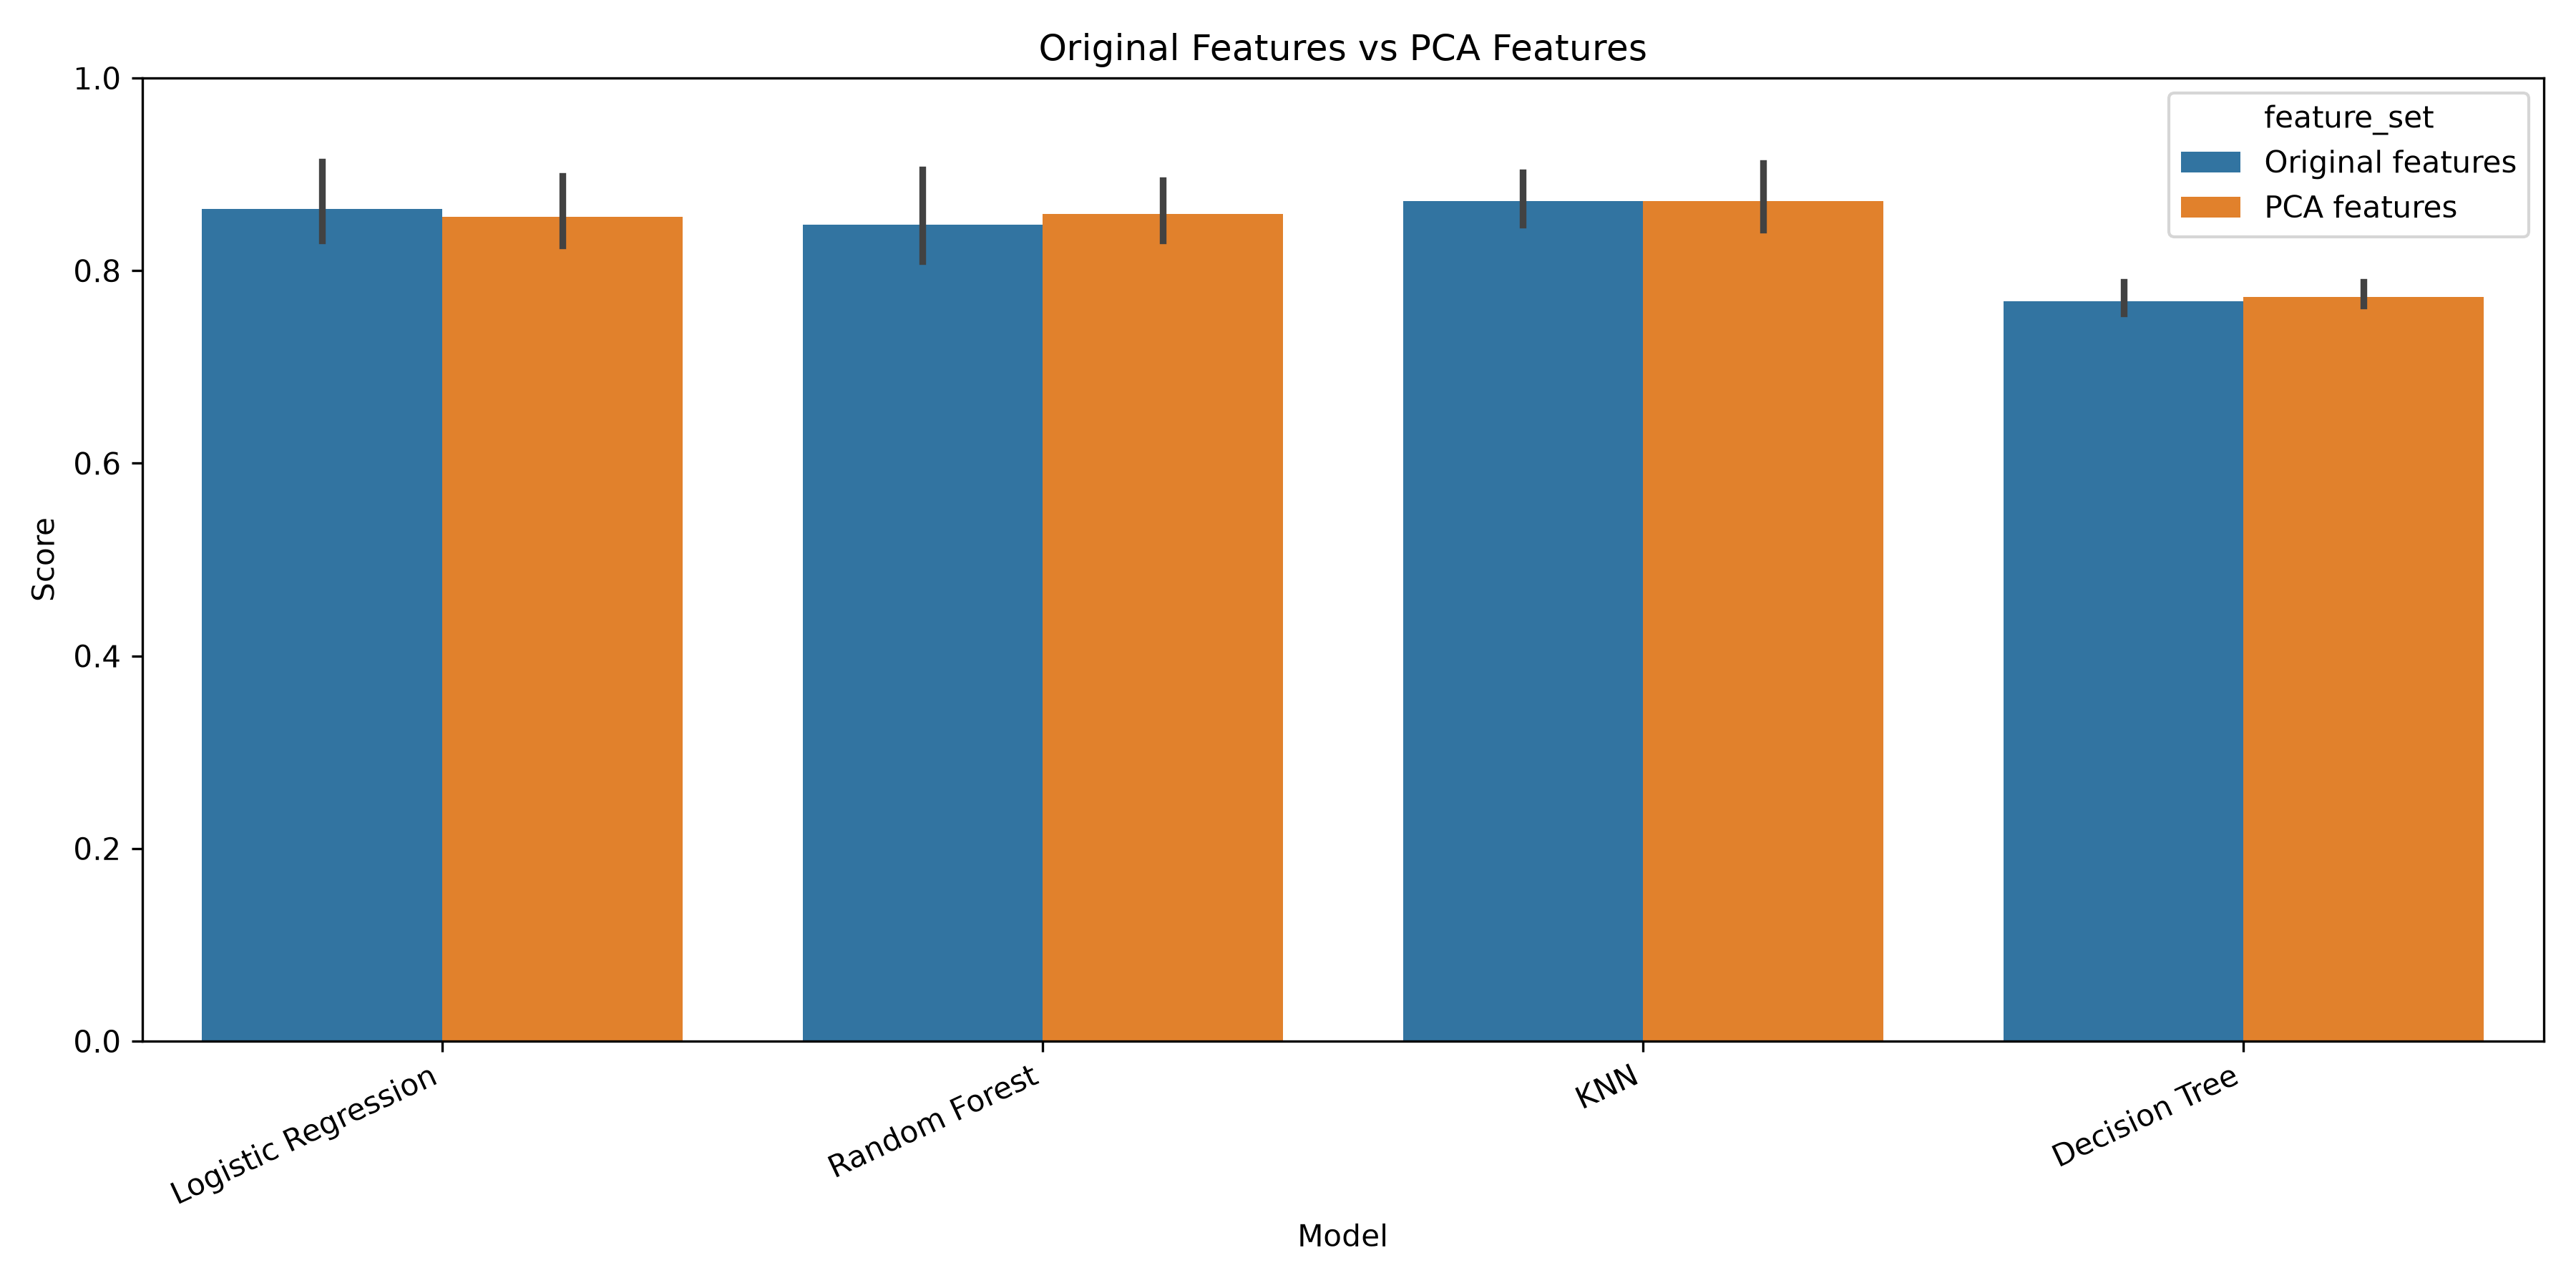 Original Features vs PCA Features
1.0
0.8
0.6
0.4
0.2
0.0
Score
feature_set
Original features
PCA features
Logistic Regression
Random Forest
KNN
Decision Tree
Model